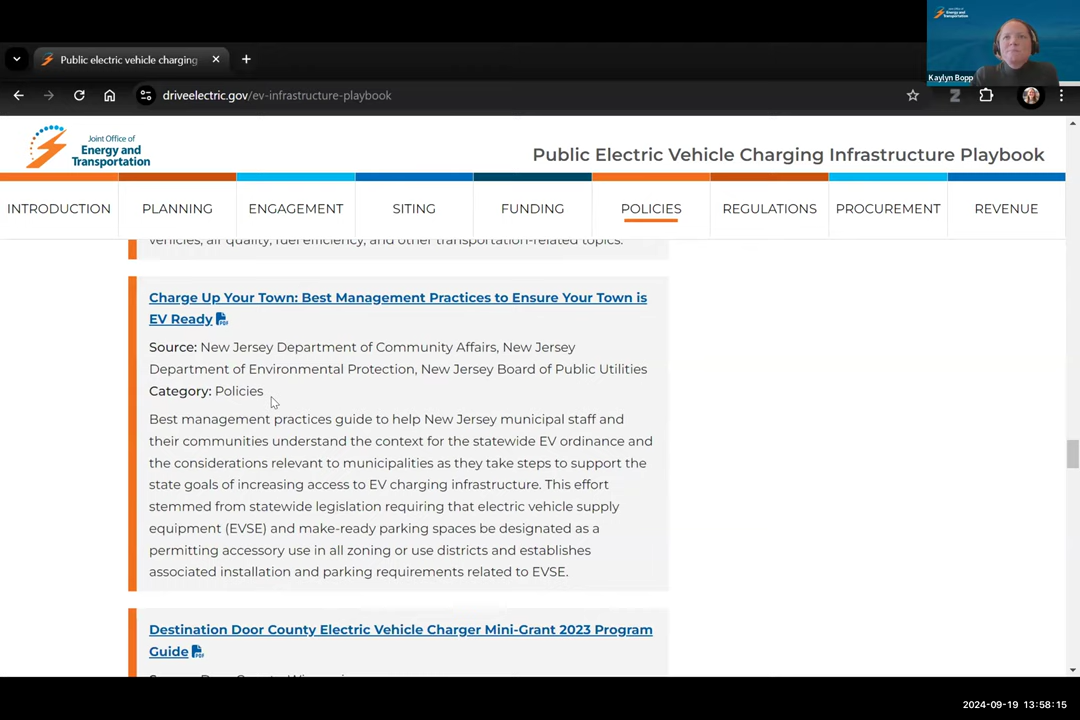 Joint Office of
Energy and
Transportation
Kaylyn Bopp
Public electric vehicle charging
driveelectric.gov/ev-infrastructure-playbook
Joint Office of
Energy and
Transportation
Public Electric Vehicle Charging Infrastructure Playbook
INTRODUCTION
PLANNING
ENGAGEMENT
SITING
FUNDING
POLICIES
REGULATIONS
PROCUREMENT
REVENUE
vehicles, air quality, fuel efficiency, and other transportation-related topics.
Charge Up Your Town: Best Management Practices to Ensure Your Town is
EV Ready
Source: New Jersey Department of Community Affairs, New Jersey
Department of Environmental Protection, New Jersey Board of Public Utilities
Category: Policies
Best management practices guide to help New Jersey municipal staff and
their communities understand the context for the statewide EV ordinance and
the considerations relevant to municipalities as they take steps to support the
state goals of increasing access to EV charging infrastructure. This effort
stemmed from statewide legislation requiring that electric vehicle supply
equipment (EVSE) and make-ready parking spaces be designated as a
permitting accessory use in all zoning or use districts and establishes
associated installation and parking requirements related to EVSE.
Destination Door County Electric Vehicle Charger Mini-Grant 2023 Program
Guide
2024-09-19 13:58:15